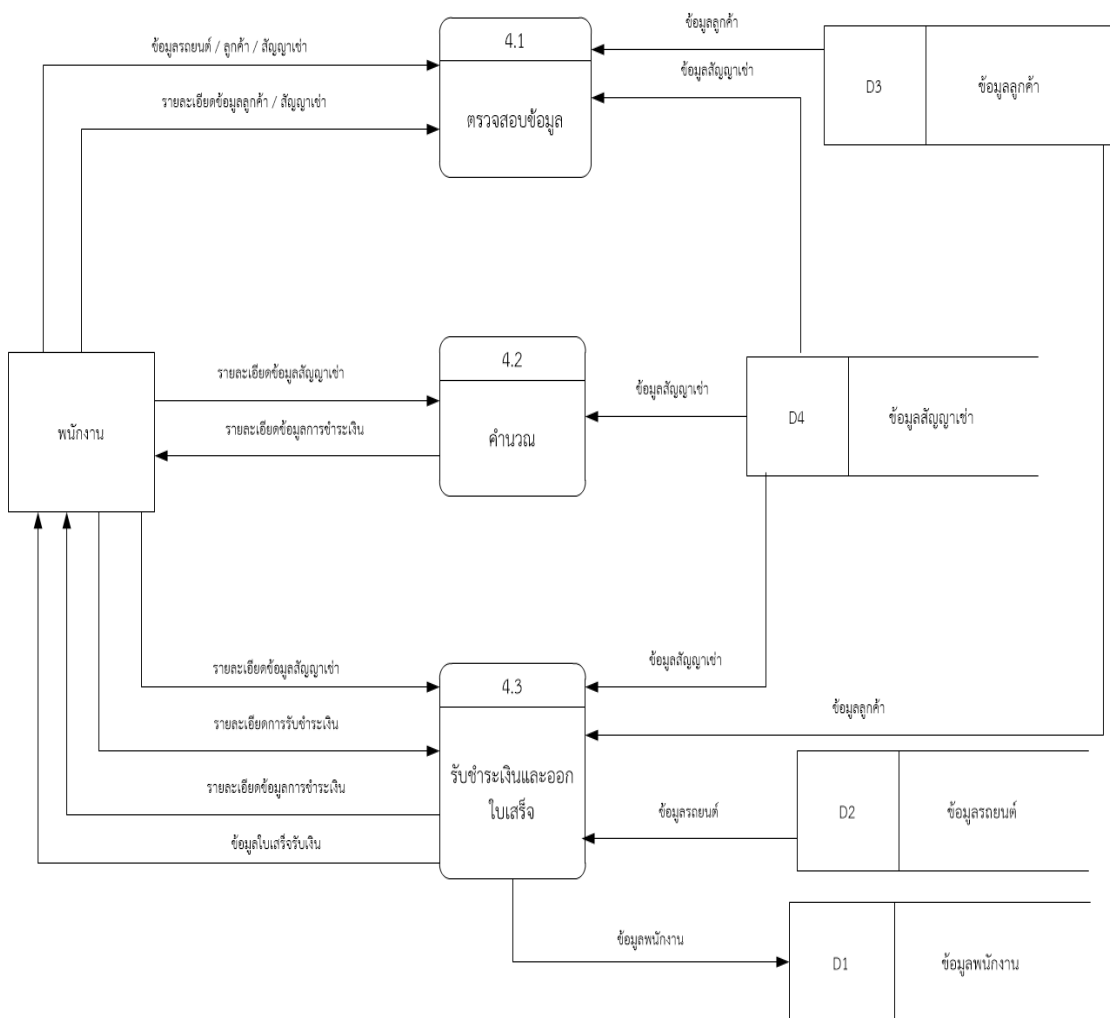 ข้อมูลลูกค้า
4.1
ข้อมูลรถยนต์ / ลูกค้า / สัญญาเช่า
ข้อมูลสัญญาเช่า
D3
ข้อมูลลูกค้า
รายละเอียดข้อมูลลูกค้า / สัญญาเช่า
ตรวจสอบข้อมูล
4.2
รายละเอียดข้อมูลสัญญาเช่า
ข้อมูลสัญญาเช่า
D4
ข้อมูลสัญญาเช่า
พนักงาน
รายละเอียดข้อมูลการชำระเงิน
คำนวณ
รายละเอียดข้อมูลสัญญาเช่า
4.3
ข้อมูลสัญญาเช่า
ข้อมูลลูกค้า
รายละเอียดการรับชำระเงิน
รับชำระเงินและออก
ใบเสร็จ
รายละเอียดข้อมูลการชำระเงิน
ข้อมูลรถยนต์
D2
ข้อมูลรถยนต์
ข้อมูลใบเสร็จรับเงิน
ข้อมูลพนักงาน
D1
ข้อมูลพนักงาน